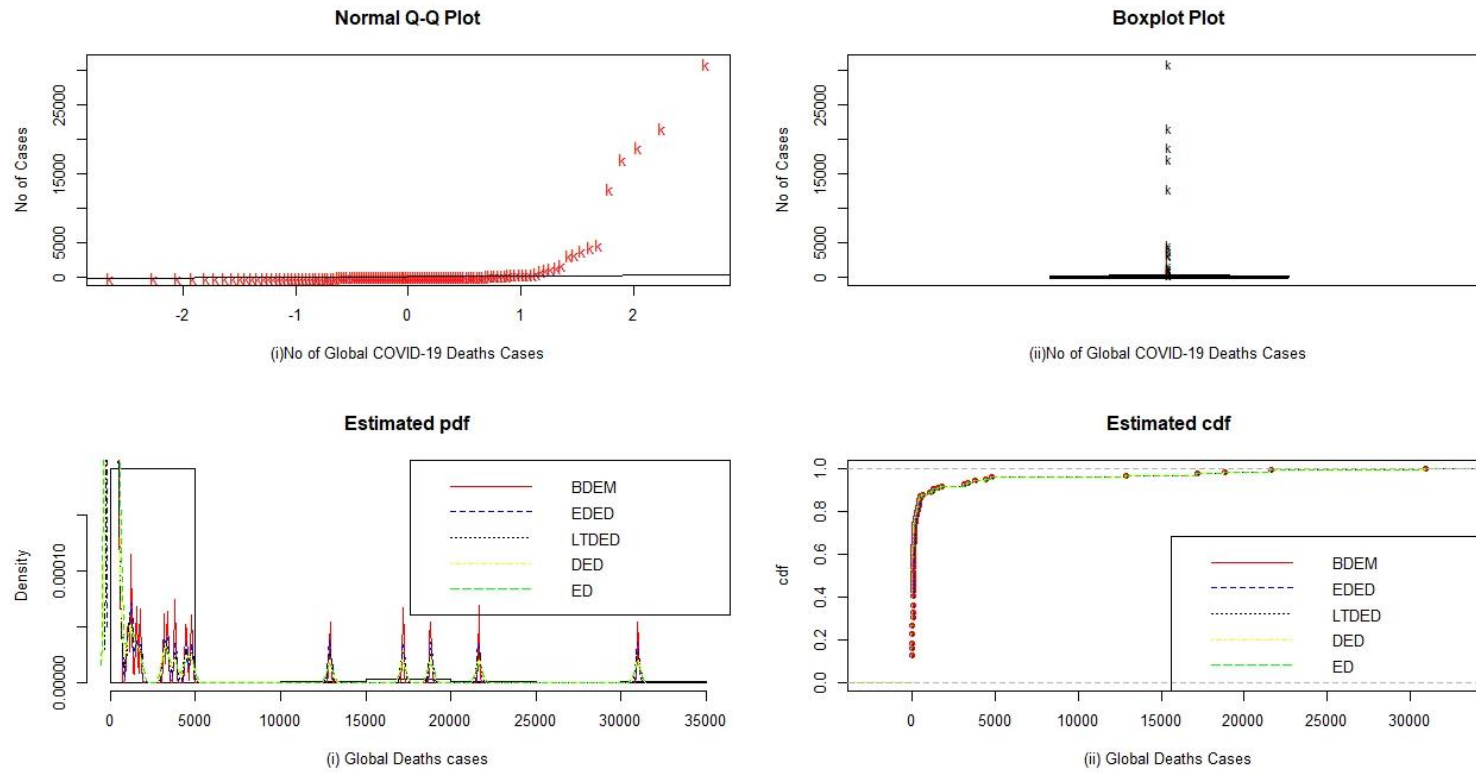 Normal Q-Q Plot
No of Cases
0 5000 15000 25000
-2 -1 0 1 2
(i)No of Global COVID-19 Deaths Cases
Boxplot Plot
No of Cases
0 5000 15000 25000
(ii)No of Global COVID-19 Deaths Cases
Estimated pdf
Density
0.00000 0.00010
BDEM
EDED
LTDED
DED
ED
0 5000 10000 15000 20000 25000 30000 35000
(i) Global Deaths cases
Estimated cdf
cdf
0.0 0.2 0.4 0.6 0.8 1.0
BDEM
EDED
LTDED
DED
ED
0 5000 10000 15000 20000 25000 30000
(ii) Global Deaths Cases